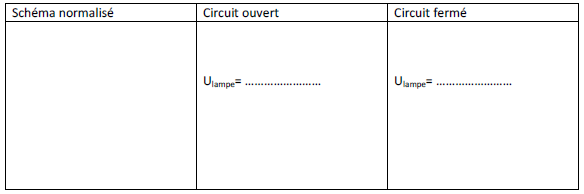 Schéma normalisé
Circuit ouvert
Circuit fermé
Ulampe= ……………………
Ulampe= ……………………